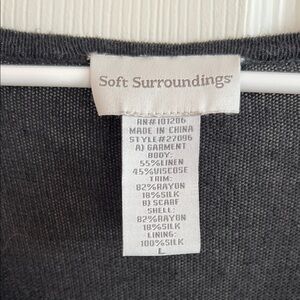 Soft Surroundings®
RN#101206
MADE IN CHINA
STYLE#27096
A) GARMENT
BODY:
55%LINEN
45%VISCOSE
TRIM:
82%RAYON
18%SILK
B) SCARF
SHELL:
82%RAYON
18%SILK
LINING:
100%SILK
L